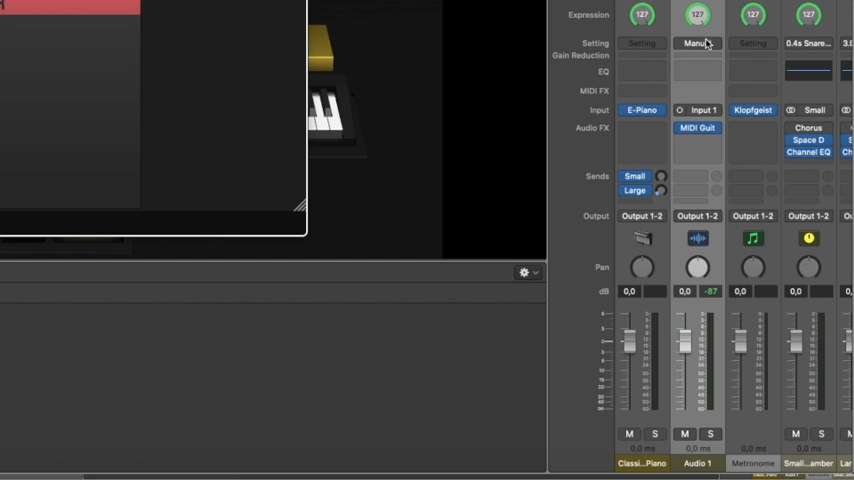 Expression 127 127 127 127
Setting Setting Manu Setting 0.4s Snare...
Gain Reduction
EQ
MIDI FX
Input E-Piano Input 1 Klopfgeist Small
Audio FX MIDI Guit Chorus
Space D
Channel EQ
Sends Small
Large
Output Output 1-2 Output 1-2 Output 1-2 Output 1-2
Pan
dB 0,0 0,0 -87 0,0 0,0
M S M S M S
0,0 ms 0,0 ms 0,0 ms 0,0 ms
Classi...Piano Audio 1 Metronome Small...amber Lar